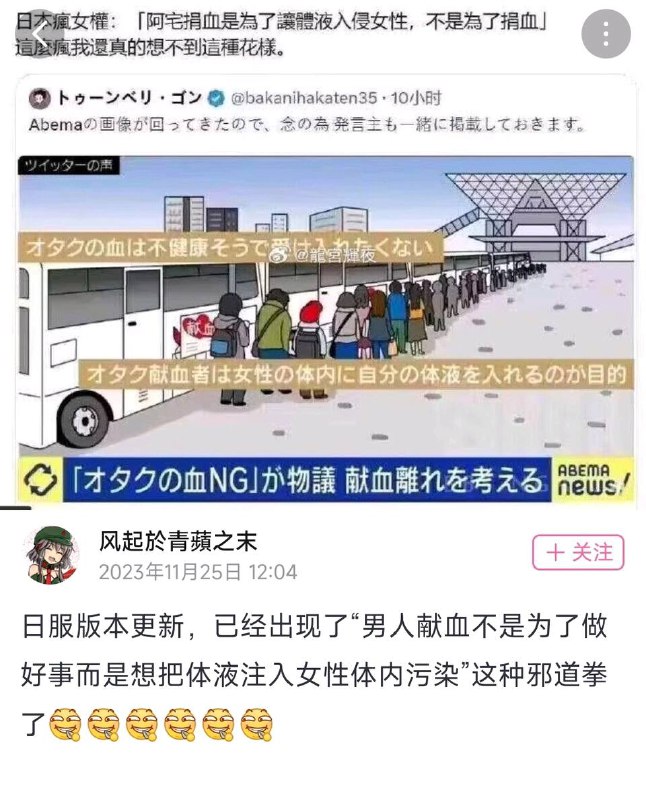 日本瘋女權：「阿宅捐血是為了讓體液入侵女性，不是為了捐血」
這麼瘋我還真的想不到這種花樣。
トゥーンベリ・ゴン @bakanihakaten35 · 10小时
Abemaの画像が回ってきたので、念の為 発言主も一緒に掲載しておきます。
ツイッターの声
オタクの血は不健康そうで受け入れたくない
@龍宮輝夜
献血
オタク献血者は女性の体内に自分の体液を入れるのが目的
「オタクの血NG」が物議 献血離れを考える
ABEMA
news/
风起於青蘋之末
＋ 关注
2023年11月25日 12:04
日服版本更新，已经出现了“男人献血不是为了做
好事而是想把体液注入女性体内污染”这种邪道拳
了